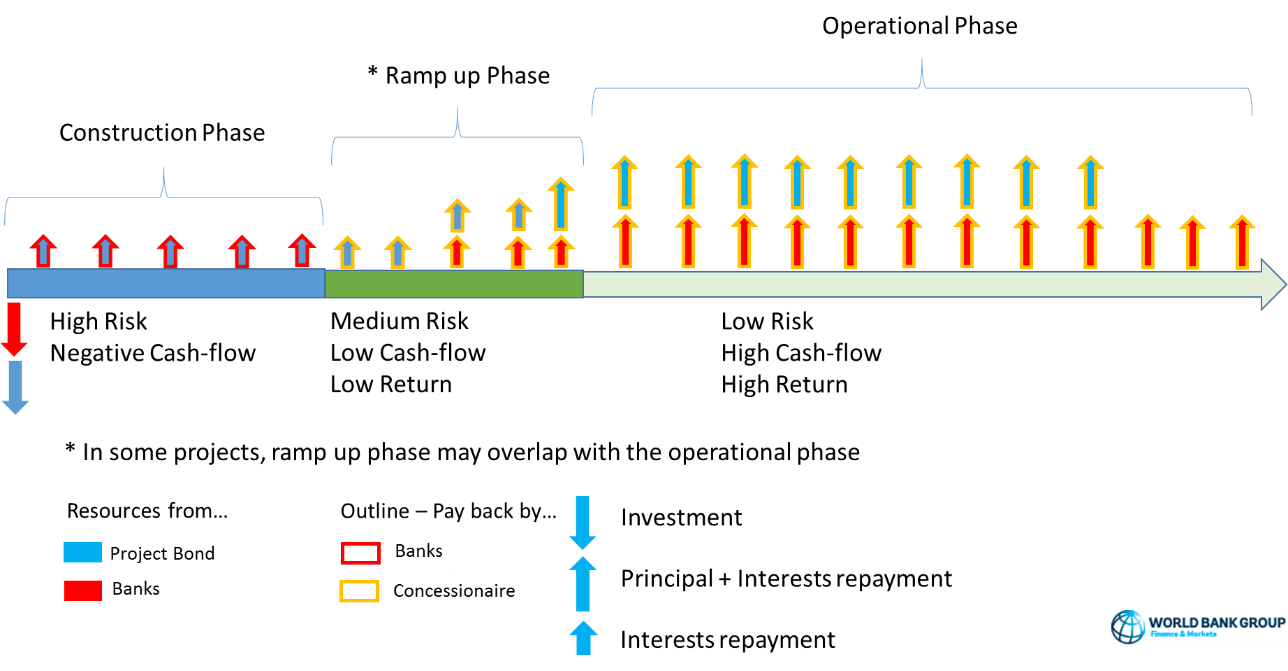 Operational Phase
* Ramp up Phase
Construction Phase
High Risk
Negative Cash-flow
Medium Risk
Low Cash-flow
Low Return
Low Risk
High Cash-flow
High Return
* In some projects, ramp up phase may overlap with the operational phase
Resources from...
Project Bond
Banks
Outline – Pay back by...
Banks
Concessionaire
Investment
Principal + Interests repayment
Interests repayment
WORLD BANK GROUP
Finance & Markets